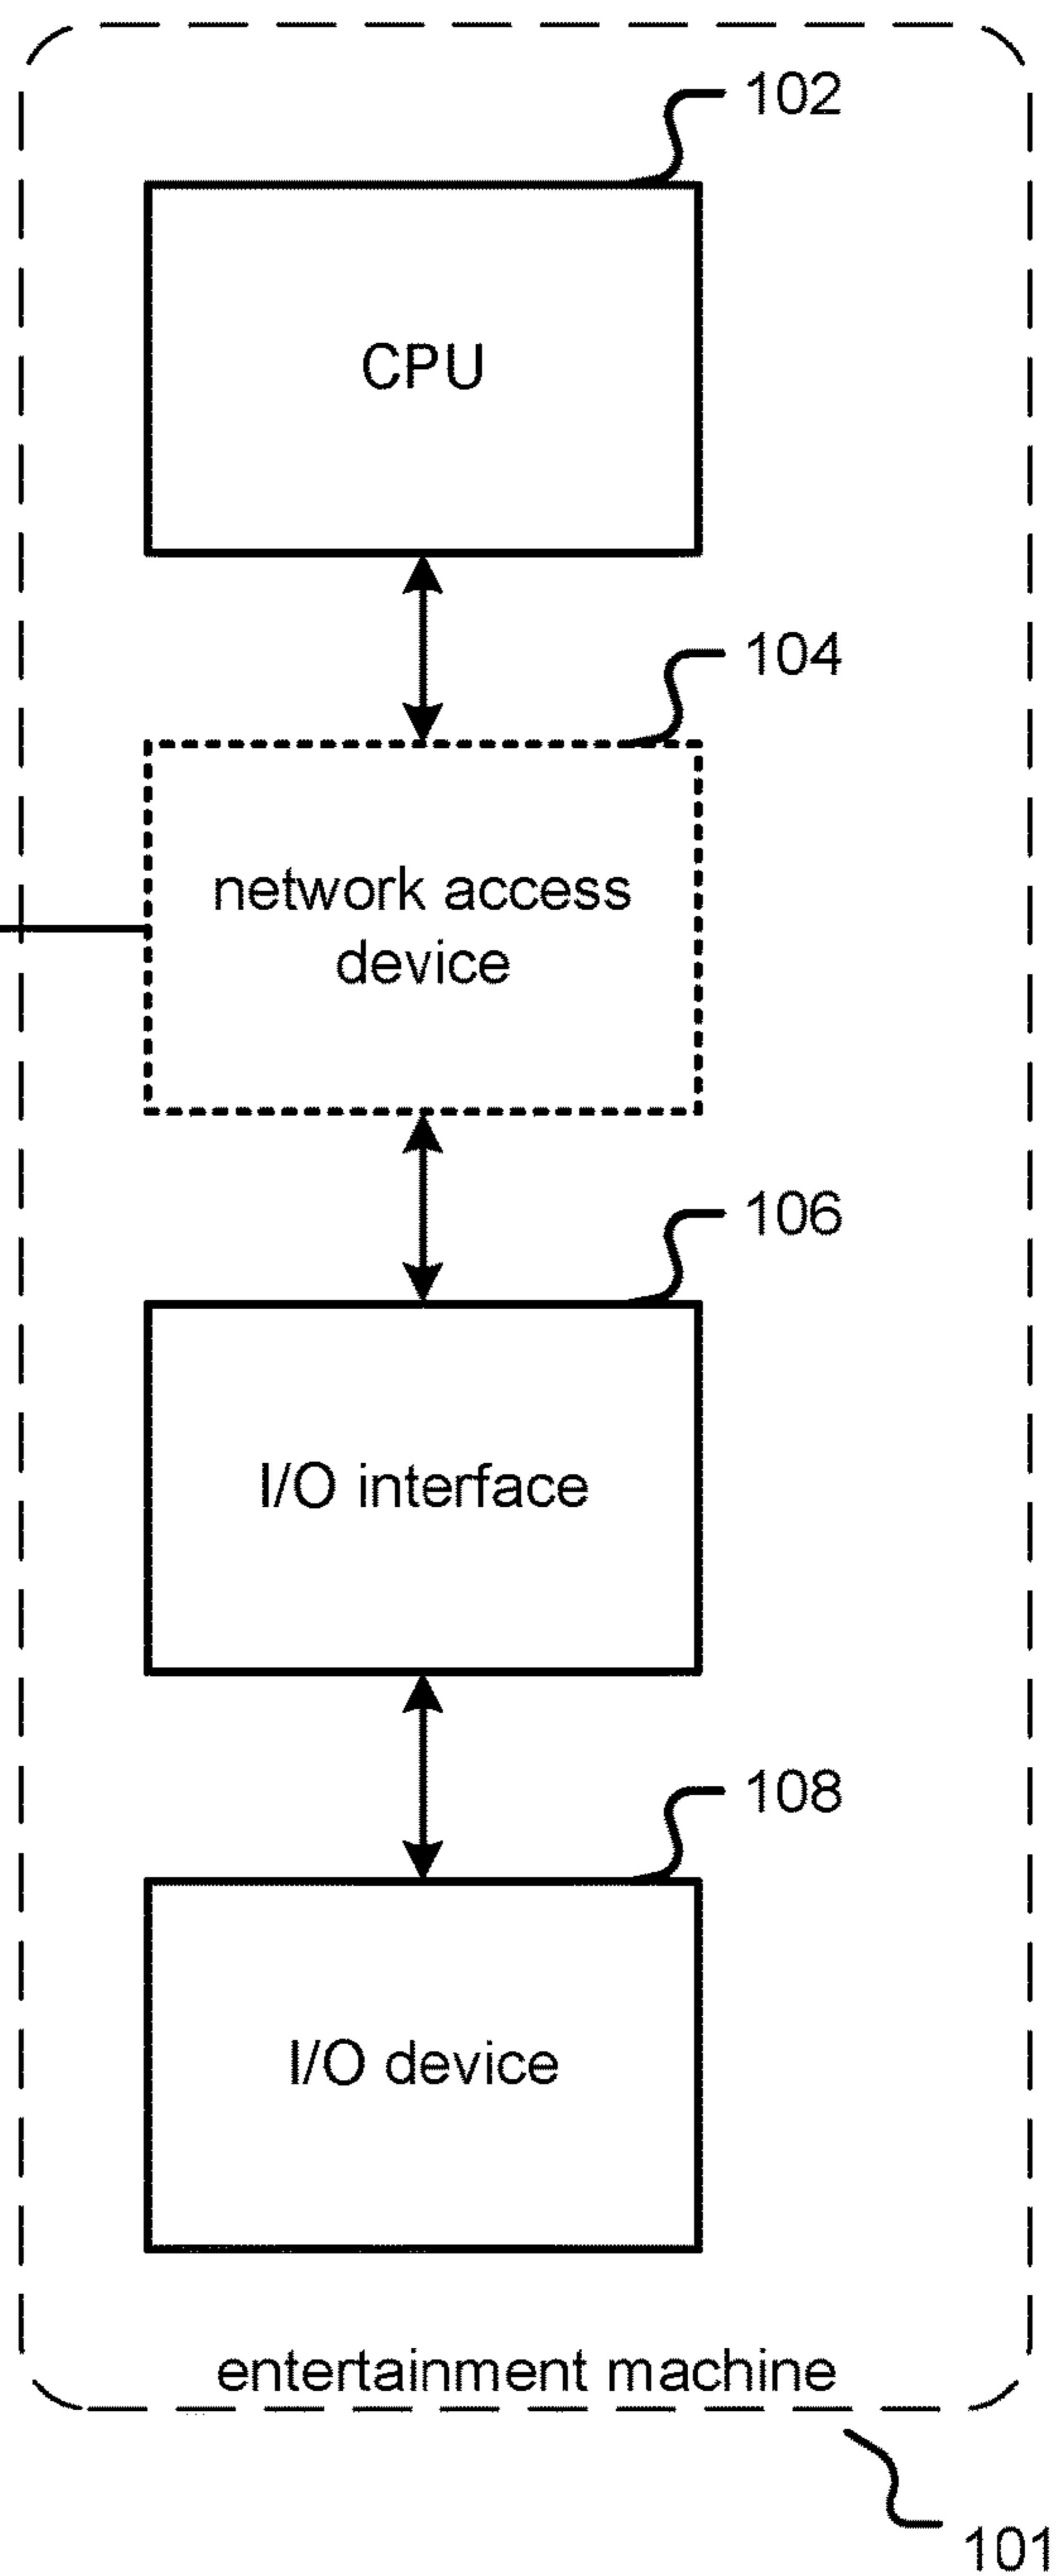 102
CPU
104
network access
device
106
I/O interface
108
I/O device
entertainment machine
101